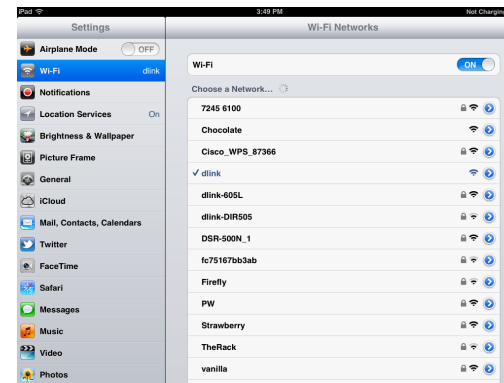 iPad 3:49 PM Not Charging
Settings
Airplane Mode OFF
Wi-Fi dlink
Notifications
Location Services On
Brightness & Wallpaper
Picture Frame
General
iCloud
Mail, Contacts, Calendars
Twitter
FaceTime
Safari
Messages
Music
Video
Photos
Wi-Fi Networks
Wi-Fi ON
Choose a Network...
7245 6100
Chocolate
Cisco_WPS_87366
dlink
dlink-605L
dlink-DIR505
DSR-500N_1
fc75167bb3ab
Firefly
PW
Strawberry
TheRack
vanilla